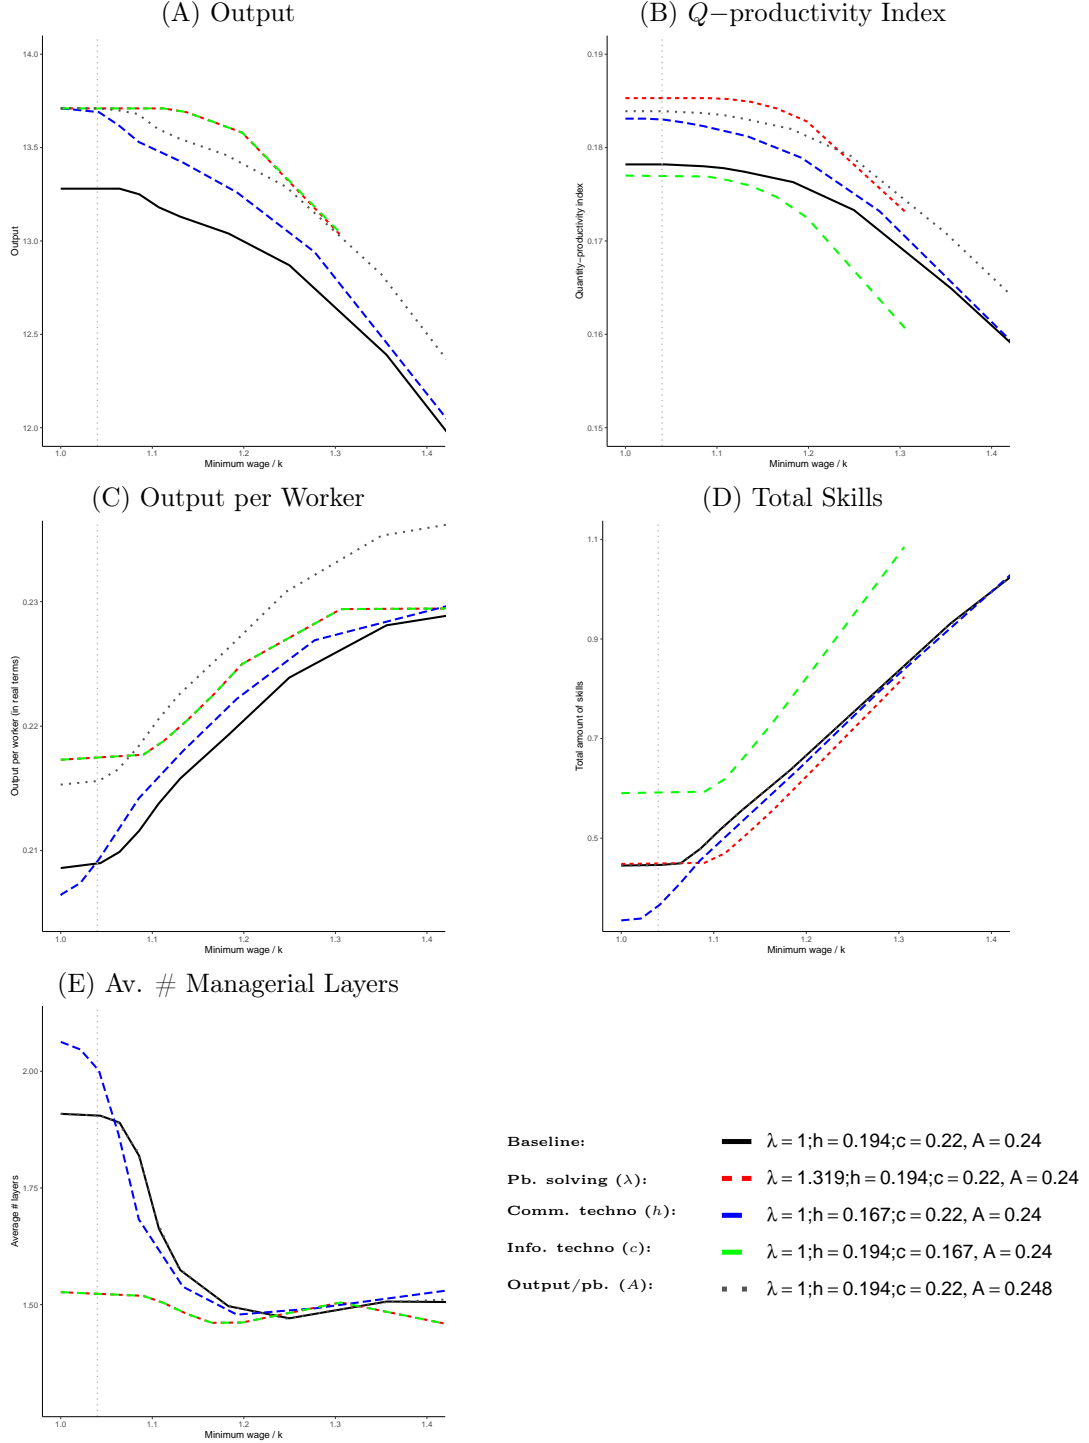 (A) Output
14.0
13.5
13.0
12.5
12.0
Output
1.0 1.1 1.2 1.3 1.4
Minimum wage / k
(B) Q−productivity Index
0.19
0.18
0.17
0.16
0.15
Quantity−productivity index
1.0 1.1 1.2 1.3 1.4
Minimum wage / k
(C) Output per Worker
0.23
0.22
0.21
Output per worker (in real terms)
1.0 1.1 1.2 1.3 1.4
Minimum wage / k
(D) Total Skills
1.1
0.9
0.7
0.5
Total amount of skills
1.0 1.1 1.2 1.3 1.4
Minimum wage / k
(E) Av. # Managerial Layers
2.00
1.75
1.50
Average # layers
1.0 1.1 1.2 1.3 1.4
Minimum wage / k
Baseline: λ = 1;h = 0.194;c = 0.22, A = 0.24
Pb. solving (λ): λ = 1.319;h = 0.194;c = 0.22, A = 0.24
Comm. techno (h): λ = 1;h = 0.167;c = 0.22, A = 0.24
Info. techno (c): λ = 1;h = 0.194;c = 0.167, A = 0.24
Output/pb. (A): λ = 1;h = 0.194;c = 0.22, A = 0.248